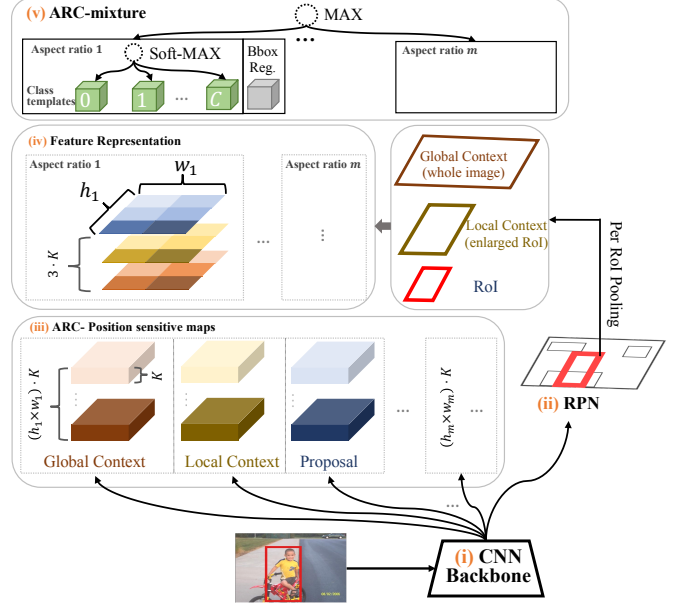 (v) ARC-mixture
MAX
...
Aspect ratio 1
Soft-MAX
Bbox
Reg.
Aspect ratio m
Class
templates
0
1
...
C
(iv) Feature Representation
Aspect ratio 1
w₁
h₁
3 · K
...
Aspect ratio m
⋮
Global Context
(whole image)
Local Context
(enlarged RoI)
RoI
Per RoI Pooling
(iii) ARC- Position sensitive maps
(h₁×w₁) · K
K
...
(hₘ×wₘ) · K
...
Global Context
Local Context
Proposal
(ii) RPN
...
(i) CNN
Backbone